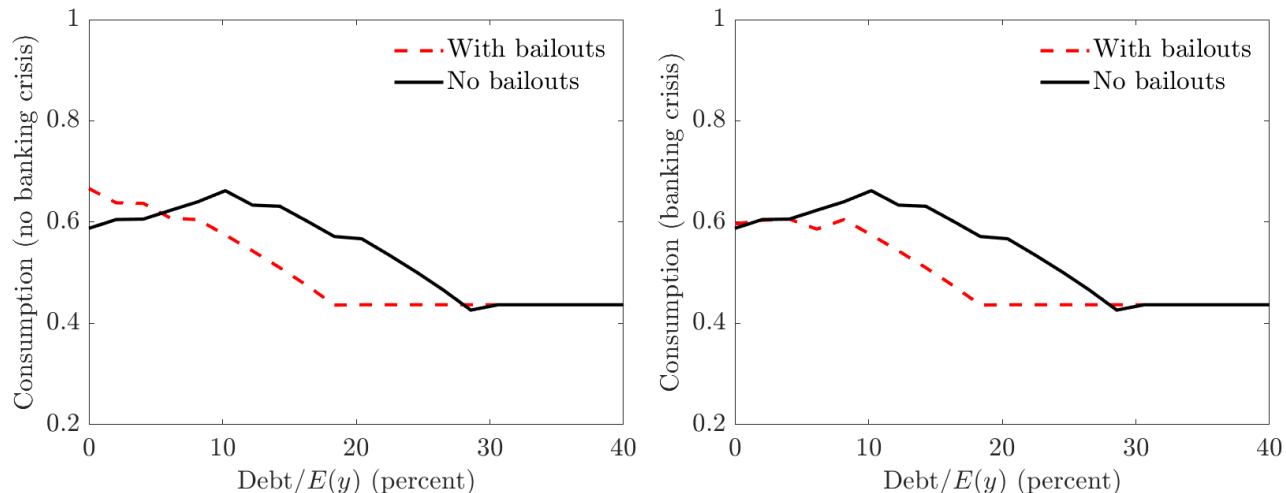 Consumption (no banking crisis)
1
0.8
0.6
0.4
0.2
With bailouts
No bailouts
0
10
20
30
40
Debt/E(y) (percent)
Consumption (banking crisis)
1
0.8
0.6
0.4
0.2
With bailouts
No bailouts
0
10
20
30
40
Debt/E(y) (percent)